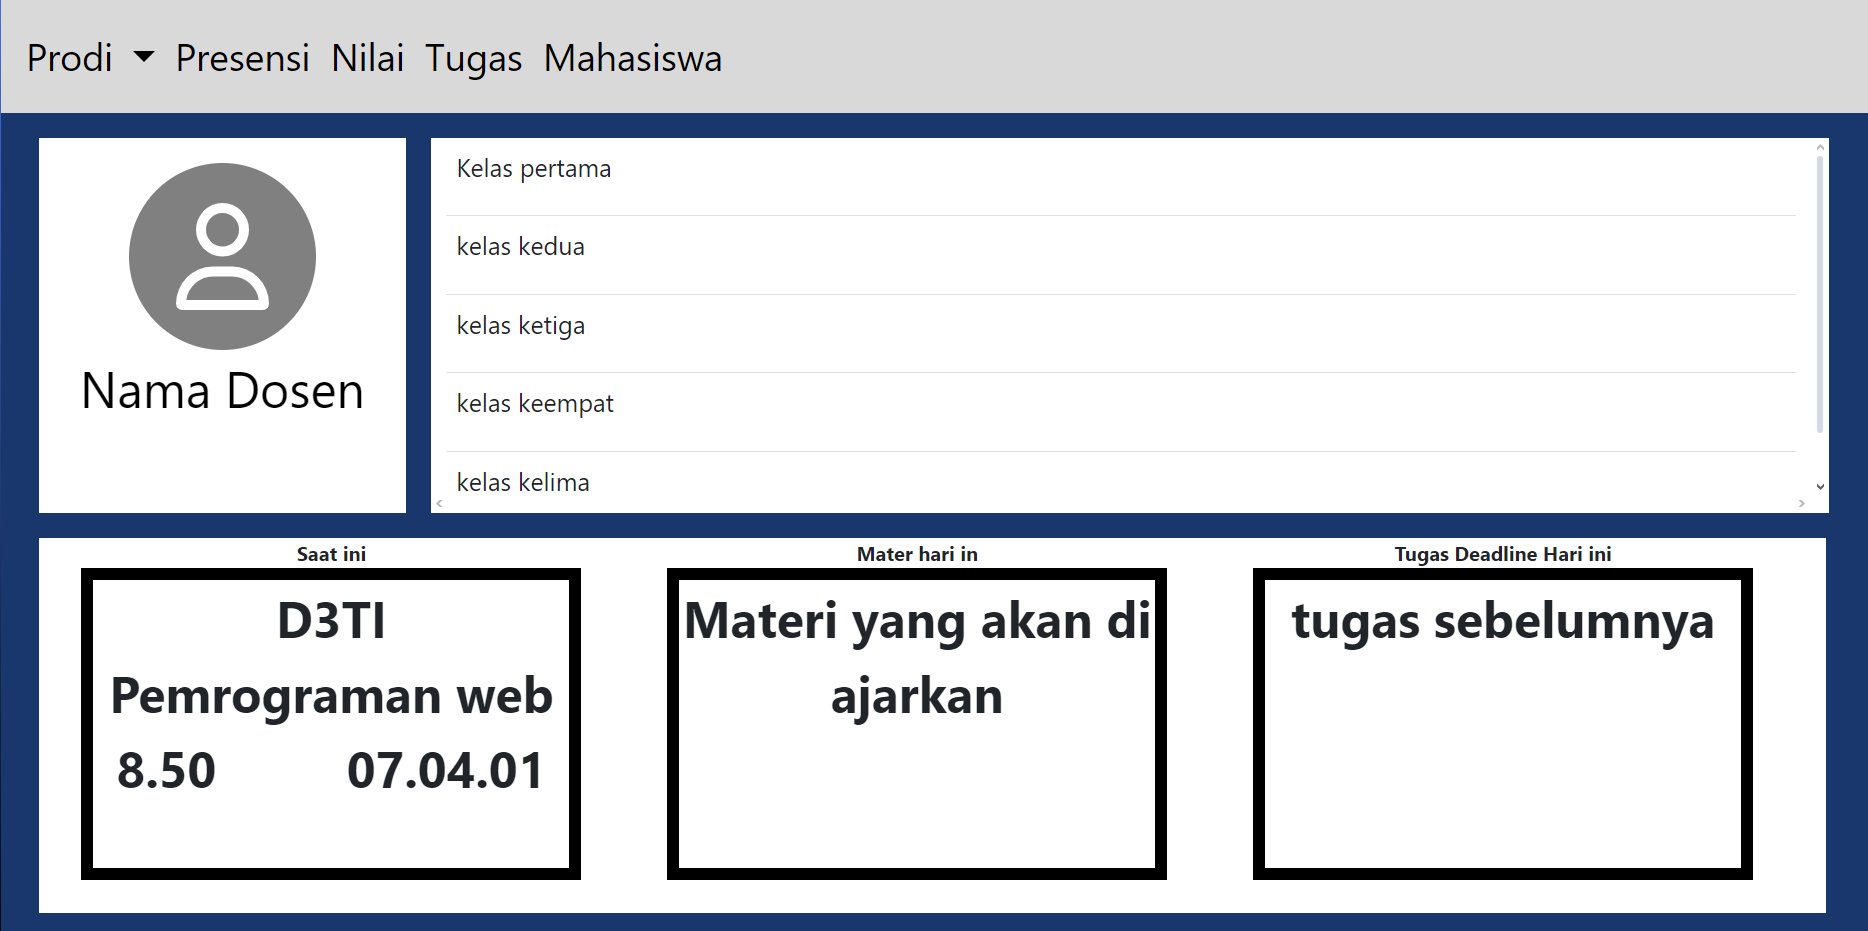 Prodi Presensi Nilai Tugas Mahasiswa
Nama Dosen
Kelas pertama
kelas kedua
kelas ketiga
kelas keempat
kelas kelima
Saat ini
D3TI
Pemrograman web
8.50 07.04.01
Mater hari in
Materi yang akan di
ajarkan
Tugas Deadline Hari ini
tugas sebelumnya